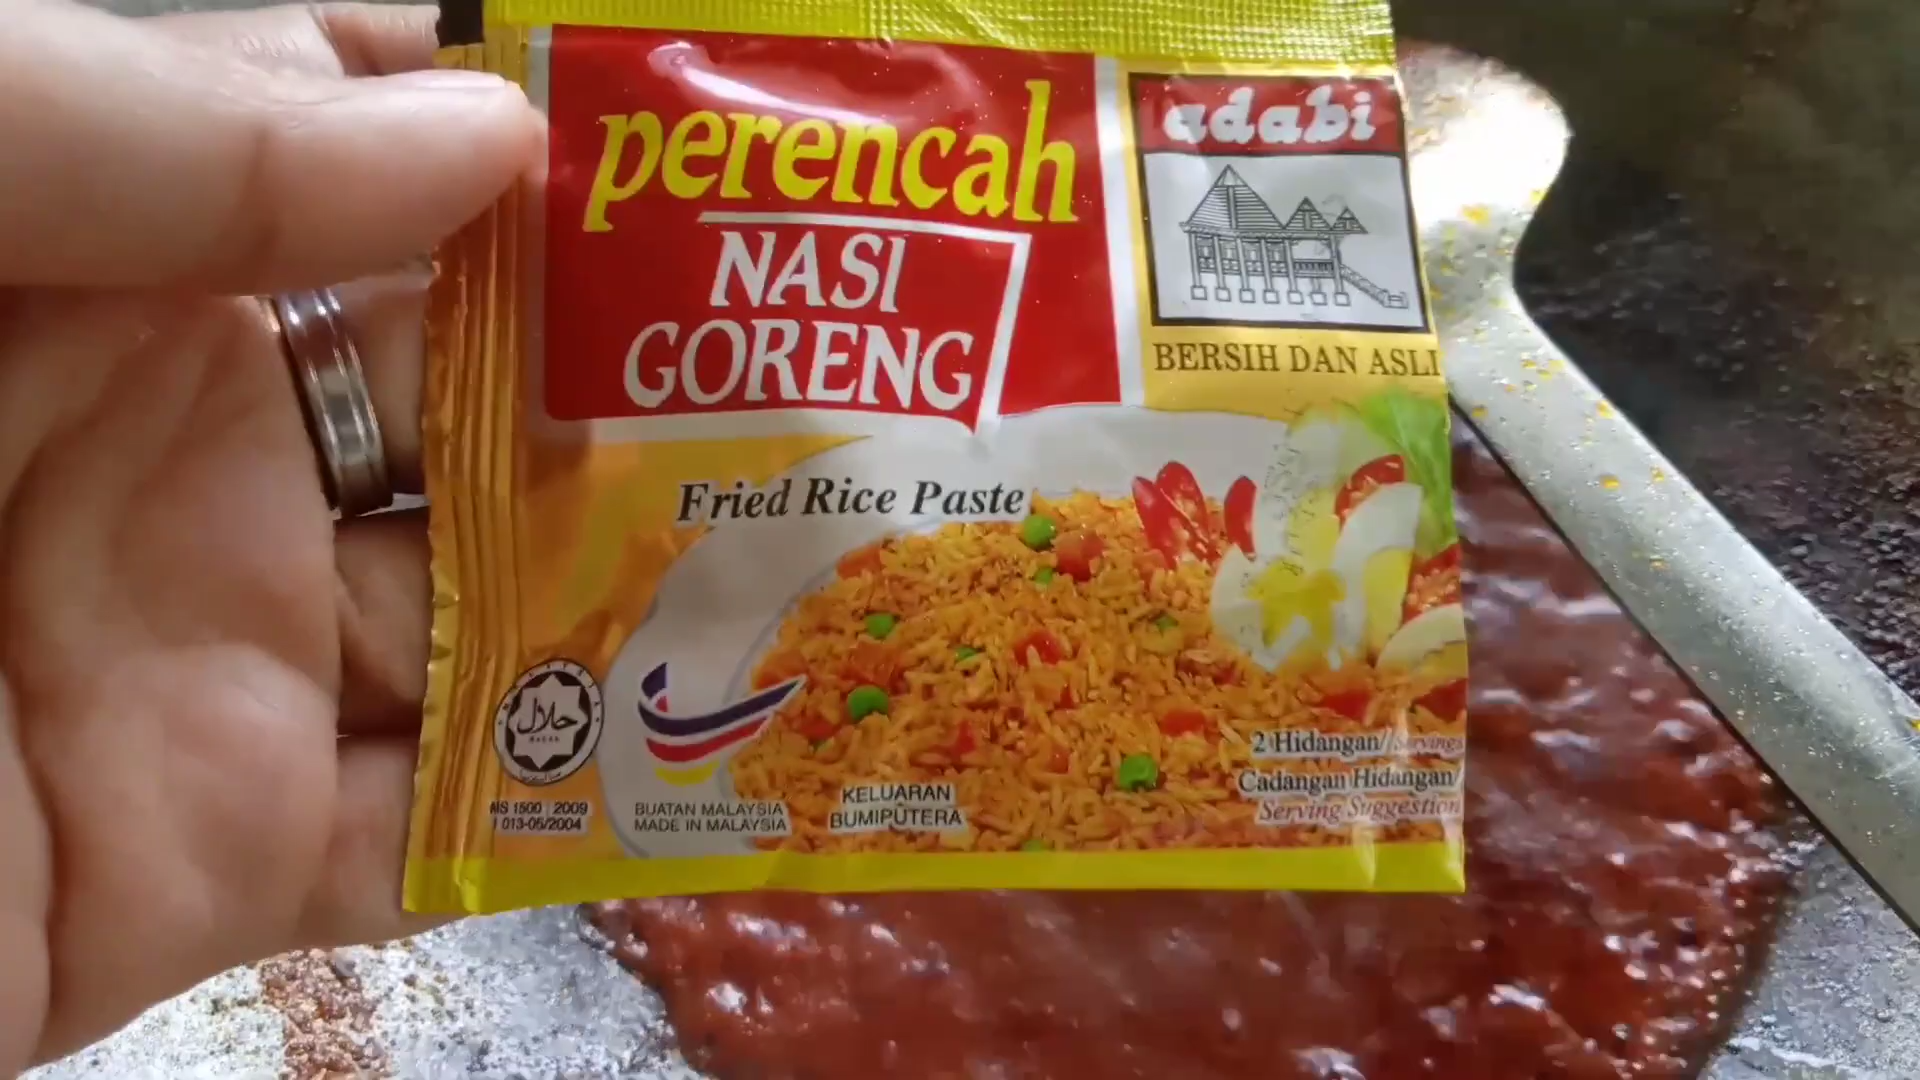 perencah
NASI
GORENG
adabi
BERSIH DAN ASLI
Fried Rice Paste
حلال
MS 1500 : 2009
1 013-05/2004
BUATAN MALAYSIA
MADE IN MALAYSIA
KELUARAN
BUMIPUTERA
2 Hidangan/Servings
Cadangan Hidangan/
Serving Suggestion